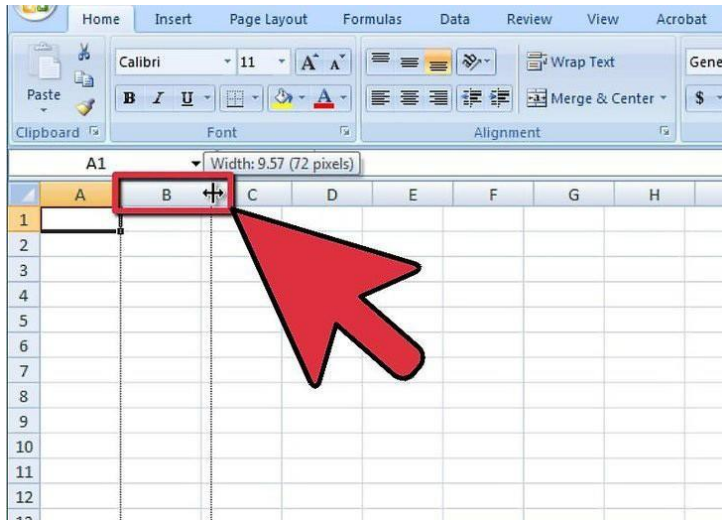 Home Insert Page Layout Formulas Data Review View Acrobat
Calibri 11 A A Wrap Text Gene
Paste B I U A Merge & Center $
Clipboard Font Alignment
A1 Width: 9.57 (72 pixels)
A B C D E F G H
1
2
3
4
5
6
7
8
9
10
11
12